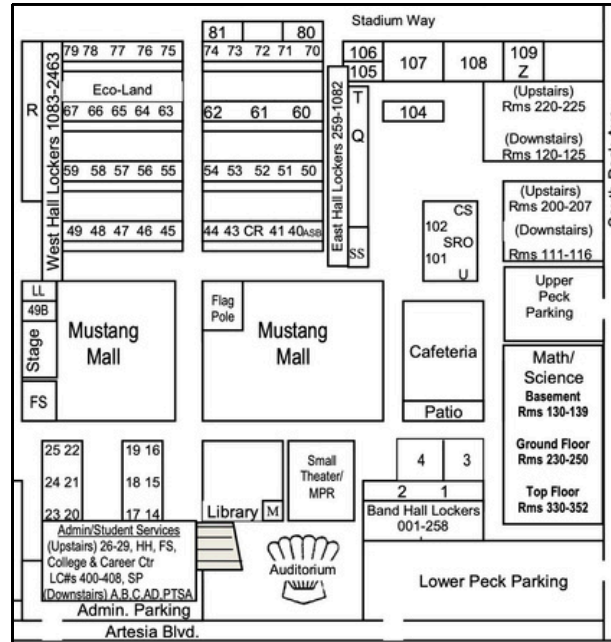 Stadium Way
81 80
79 78 77 76 75
74 73 72 71 70
106 107 108 109
105 Z
R
West Hall Lockers 1083-2463
Eco-Land
East Hall Lockers 259-1082
T
Q
104
(Upstairs)
Rms 220-225
(Downstairs)
Rms 120-125
67 66 65 64 63
62 61 60
59 58 57 56 55
54 53 52 51 50
(Upstairs)
Rms 200-207
(Downstairs)
Rms 111-116
CS
102
SRO
101
U
49 48 47 46 45
44 43 CR 41 40 ASB
SS
LL
49B
Stage
FS
Mustang
Mall
Flag
Pole
Mustang
Mall
Cafeteria
Patio
Upper
Peck
Parking
Math/
Science
Basement
Rms 130-139
Ground Floor
Rms 230-250
Top Floor
Rms 330-352
25 22
24 21
23 20
19 16
18 15
17 14
Library
M
Small
Theater/
MPR
4 3
2 1
Band Hall Lockers
001-258
Admin/Student Services
(Upstairs) 26-29, HH, FS,
College & Career Ctr
LC#s 400-408, SP
(Downstairs) A,B,C,AD,PTSA
Auditorium
Lower Peck Parking
Admin. Parking
Artesia Blvd.